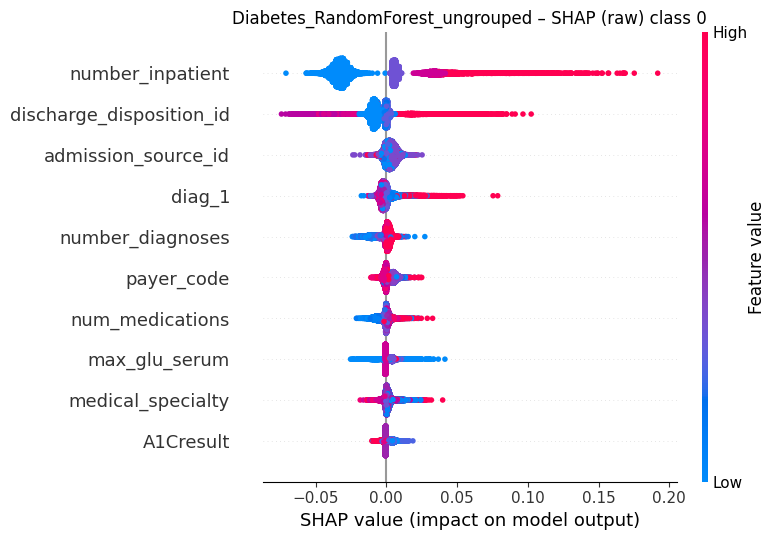 Diabetes_RandomForest_ungrouped – SHAP (raw) class 0
High
number_inpatient
discharge_disposition_id
admission_source_id
diag_1
number_diagnoses
payer_code
num_medications
max_glu_serum
medical_specialty
A1Cresult
Feature value
Low
−0.05 0.00 0.05 0.10 0.15 0.20
SHAP value (impact on model output)